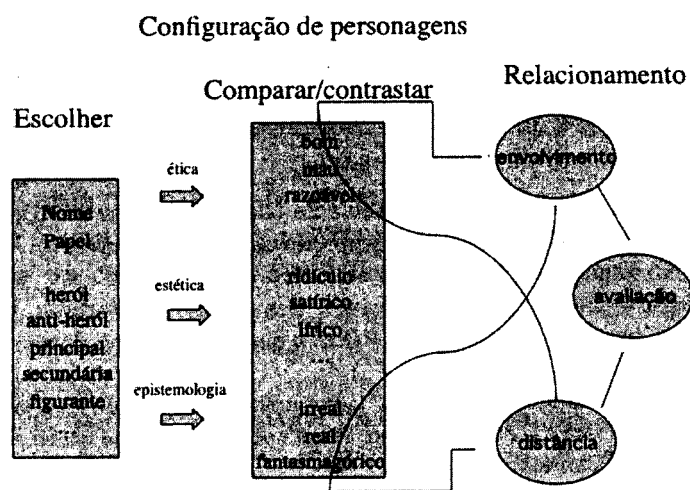 Configuração de personagens
Escolher
Comparar/contrastar
Relacionamento
Nome
Papel
...
herói
anti-herói
principal
secundária
figurante
...
ética
estética
epistemologia
bom
mau
razoável
...
ridículo
satírico
lírico
....
irreal
real
fantasmagórico
envolvimento
avaliação
distância